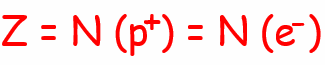 Z = N (p⁺) = N (e⁻)